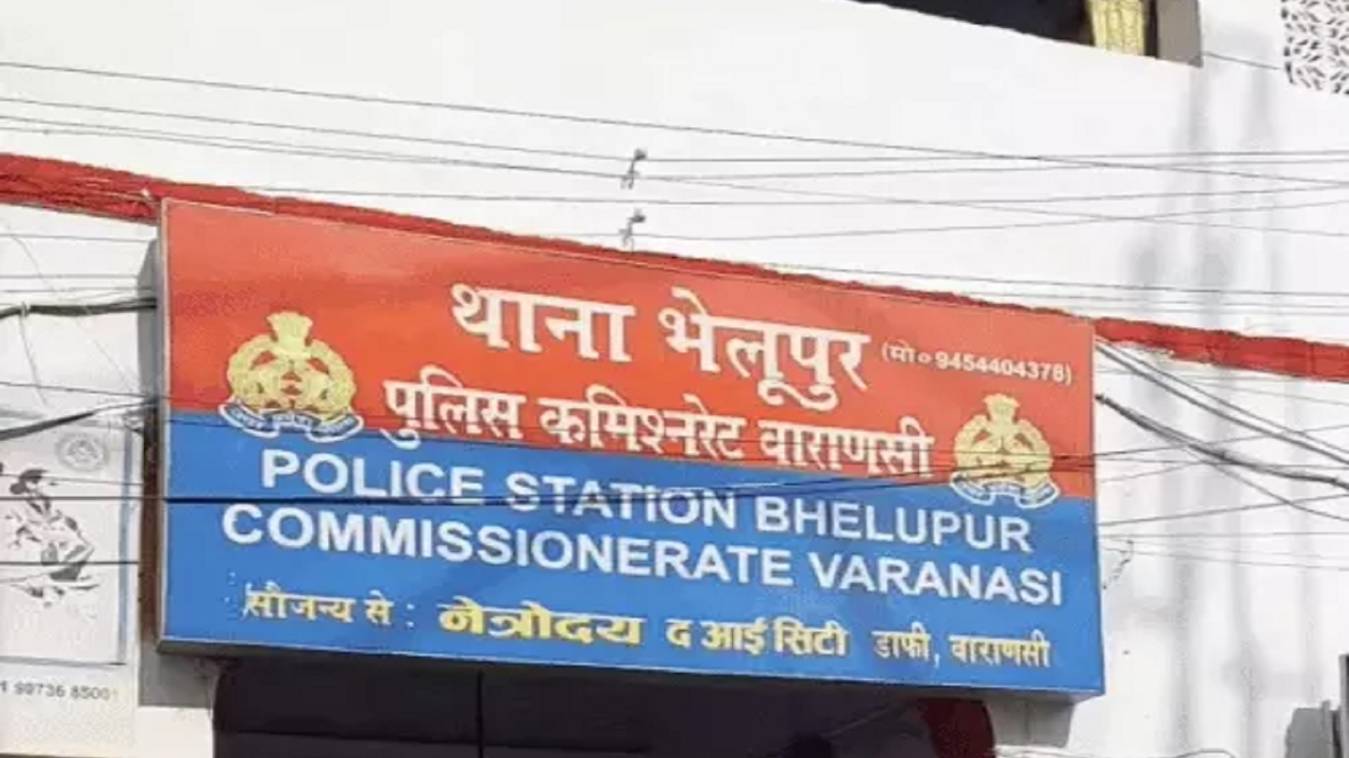 थाना भेलूपुर (मो० 9454404378)
पुलिस कमिश्नरेट वाराणसी
POLICE STATION BHELUPUR
COMMISSIONERATE VARANASI
सौजन्य से : नेत्रोदय द आई सिटी डाफी, वाराणसी